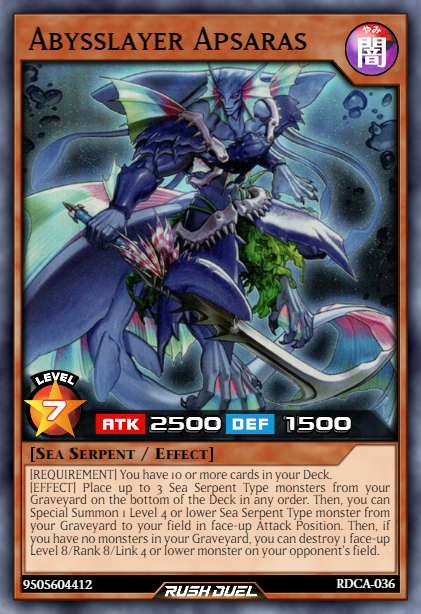 Abysslayer Apsaras
やみ
闇
LEVEL
7
ATK 2500 DEF 1500
[Sea Serpent / Effect]
[REQUIREMENT] You have 10 or more cards in your Deck.
[EFFECT] Place up to 3 Sea Serpent Type monsters from
your Graveyard on the bottom of the Deck in any order. Then, you can
Special Summon 1 Level 4 or lower Sea Serpent Type monster from
your Graveyard to your field in face-up Attack Position. Then, if
you have no monsters in your Graveyard, you can destroy 1 face-up
Level 8/Rank 8/Link 4 or lower monster on your opponent's field.
9505604412
RUSH DUEL
RDCA-036